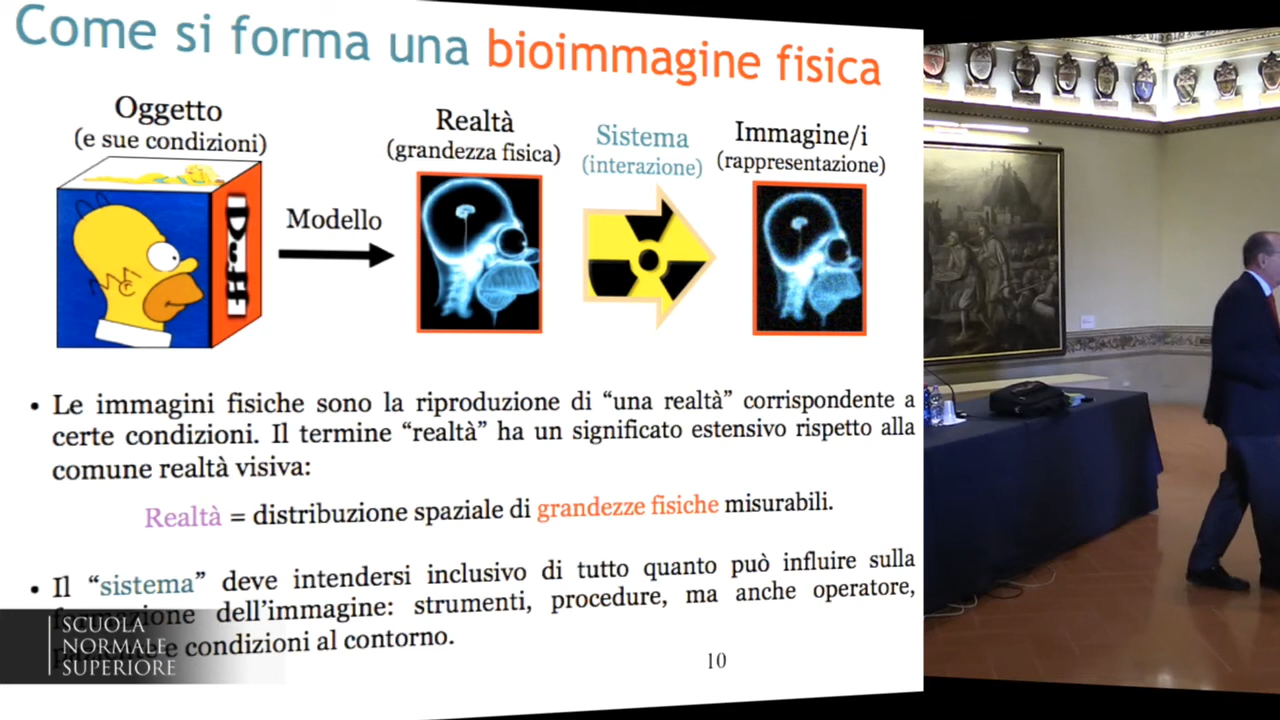 Come si forma una bioimmagine fisica
Oggetto
(e sue condizioni)
Modello
Realtà
(grandezza fisica)
Sistema
(interazione)
Immagine/i
(rappresentazione)
• Le immagini fisiche sono la riproduzione di “una realtà” corrispondente a
certe condizioni. Il termine “realtà” ha un significato estensivo rispetto alla
comune realtà visiva:
Realtà = distribuzione spaziale di grandezze fisiche misurabili.
• Il “sistema” deve intendersi inclusivo di tutto quanto può influire sulla
formazione dell’immagine: strumenti, procedure, ma anche operatore,
e condizioni al contorno.
10
SCUOLA
NORMALE
SUPERIORE